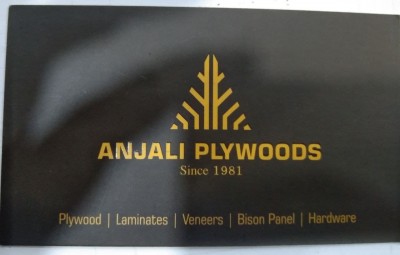 ANJALI PLYWOODS
Since 1981
Plywood | Laminates | Veneers | Bison Panel | Hardware